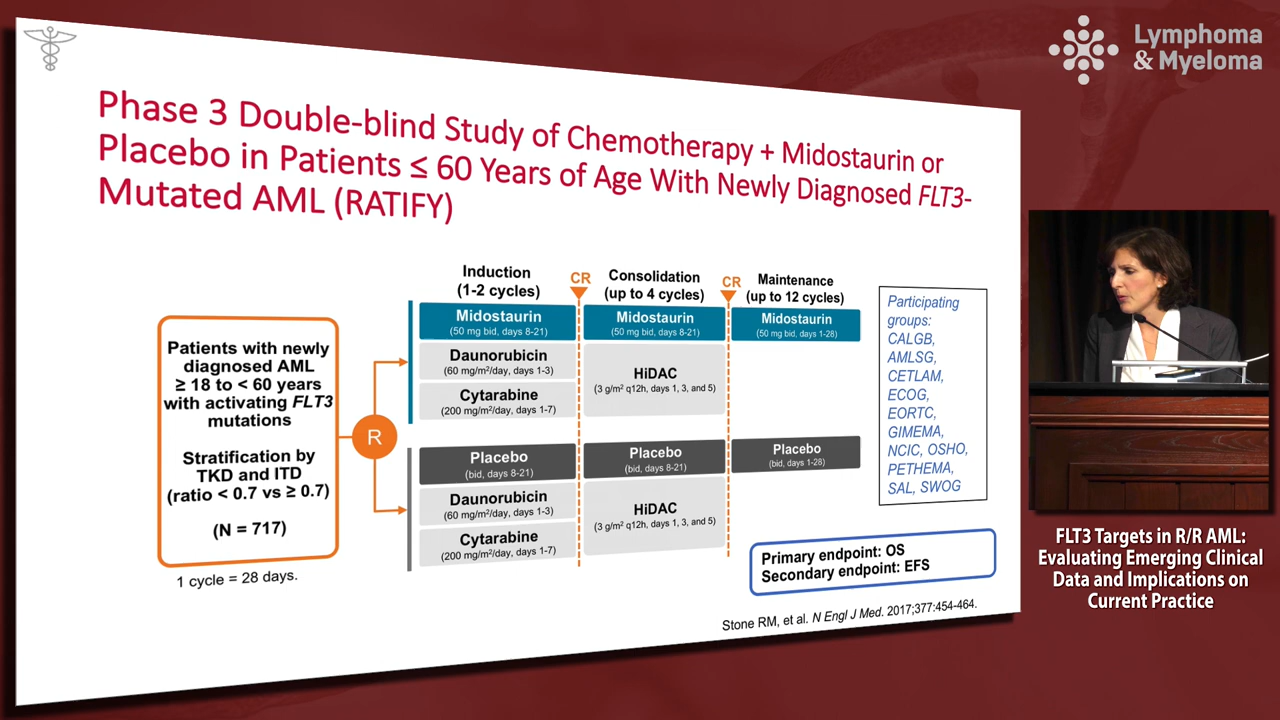 Lymphoma
& Myeloma
Phase 3 Double-blind Study of Chemotherapy + Midostaurin or
Placebo in Patients ≤ 60 Years of Age With Newly Diagnosed FLT3-
Mutated AML (RATIFY)
Patients with newly
diagnosed AML
≥ 18 to < 60 years
with activating FLT3
mutations
Stratification by
TKD and ITD
(ratio < 0.7 vs ≥ 0.7)
(N = 717)
1 cycle = 28 days.
R
Induction
(1-2 cycles)
CR
Consolidation
(up to 4 cycles)
CR
Maintenance
(up to 12 cycles)
Midostaurin
(50 mg bid, days 8-21)
Midostaurin
(50 mg bid, days 8-21)
Midostaurin
(50 mg bid, days 1-28)
Daunorubicin
(60 mg/m²/day, days 1-3)
Cytarabine
(200 mg/m²/day, days 1-7)
HiDAC
(3 g/m² q12h, days 1, 3, and 5)
Placebo
(bid, days 8-21)
Placebo
(bid, days 8-21)
Placebo
(bid, days 1-28)
Daunorubicin
(60 mg/m²/day, days 1-3)
Cytarabine
(200 mg/m²/day, days 1-7)
HiDAC
(3 g/m² q12h, days 1, 3, and 5)
Participating
groups:
CALGB,
AMLSG,
CETLAM,
ECOG,
EORTC,
GIMEMA,
NCIC, OSHO,
PETHEMA,
SAL, SWOG
Primary endpoint: OS
Secondary endpoint: EFS
Stone RM, et al. N Engl J Med. 2017;377:454-464.
FLT3 Targets in R/R AML:
Evaluating Emerging Clinical
Data and Implications on
Current Practice